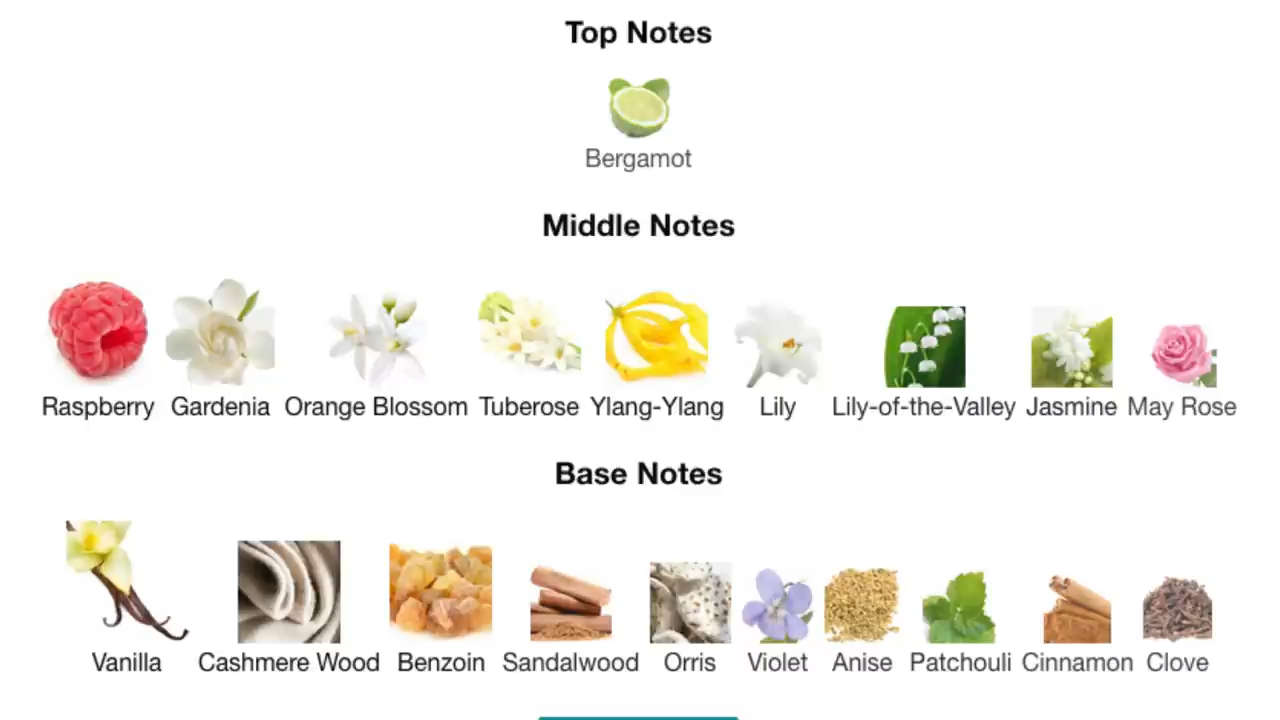 Top Notes
Bergamot
Middle Notes
Raspberry Gardenia Orange Blossom Tuberose Ylang-Ylang Lily Lily-of-the-Valley Jasmine May Rose
Base Notes
Vanilla Cashmere Wood Benzoin Sandalwood Orris Violet Anise Patchouli Cinnamon Clove